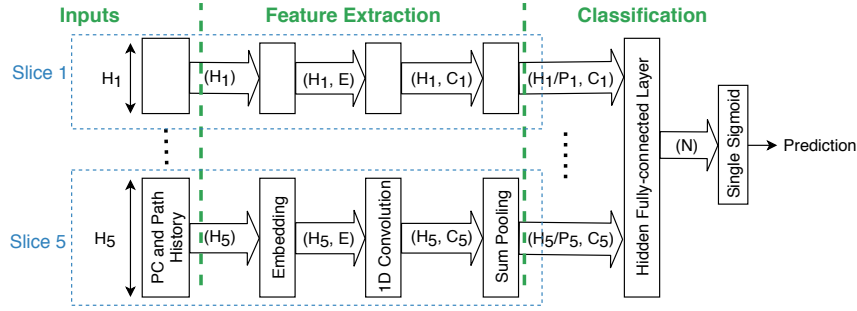 Inputs
Feature Extraction
Classification
Slice 1
H1
(H1)
(H1, E)
(H1, C1)
(H1/P1, C1)
Slice 5
H5
PC and Path
History
(H5)
Embedding
(H5, E)
1D Convolution
(H5, C5)
Sum Pooling
(H5/P5, C5)
Hidden Fully-connected Layer
(N)
Single Sigmoid
Prediction